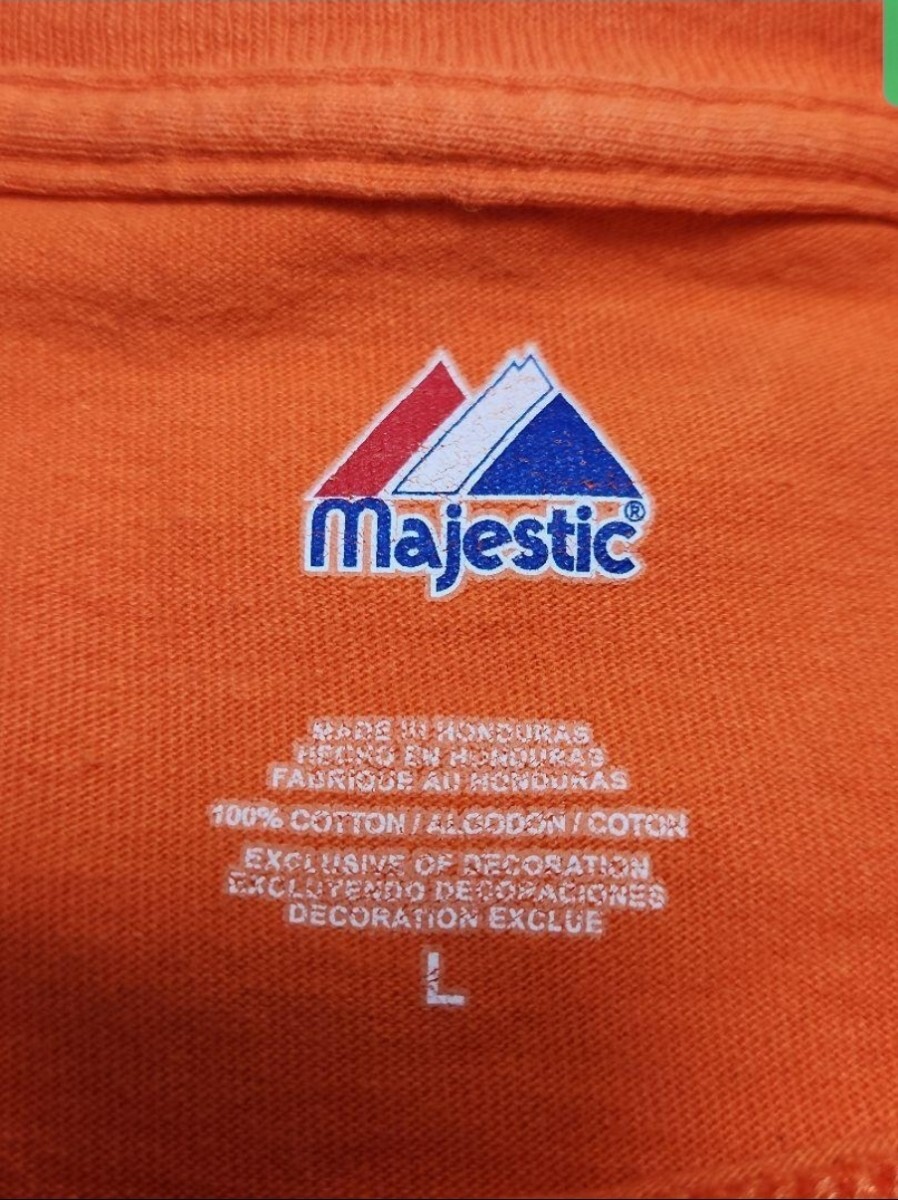 Majestic®
MADE IN HONDURAS
HECHO EN HONDURAS
FABRIQUE AU HONDURAS
100% COTTON / ALGODON / COTON
EXCLUSIVE OF DECORATION
EXCLUYENDO DECORACIONES
DECORATION EXCLUE
L